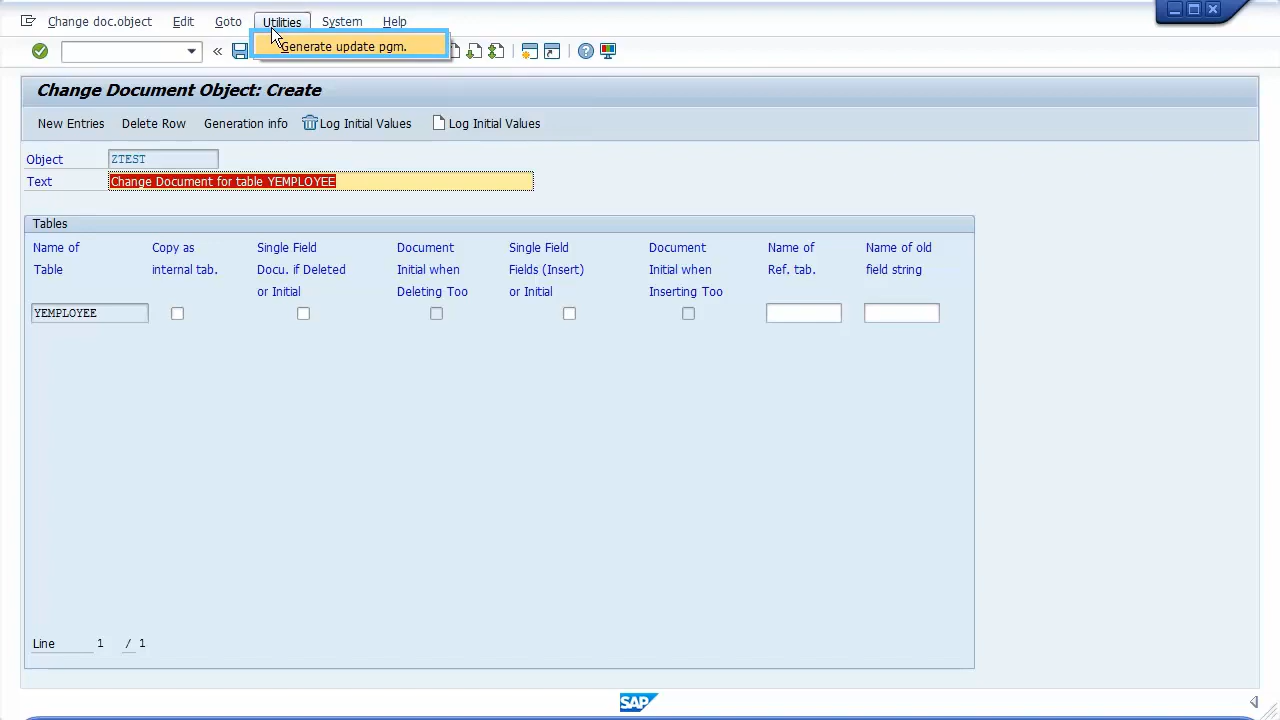 Change doc.object Edit Goto Utilities System Help
Generate update pgm.
Change Document Object: Create
New Entries Delete Row Generation info Log Initial Values Log Initial Values
Object ZTEST
Text Change Document for table YEMPLOYEE
Tables
Name of Copy as Single Field Document Single Field Document Name of Name of old
Table internal tab. Docu. if Deleted Initial when Fields (Insert) Initial when Ref. tab. field string
or Initial Deleting Too or Initial Inserting Too
YEMPLOYEE
Line 1 / 1
SAP